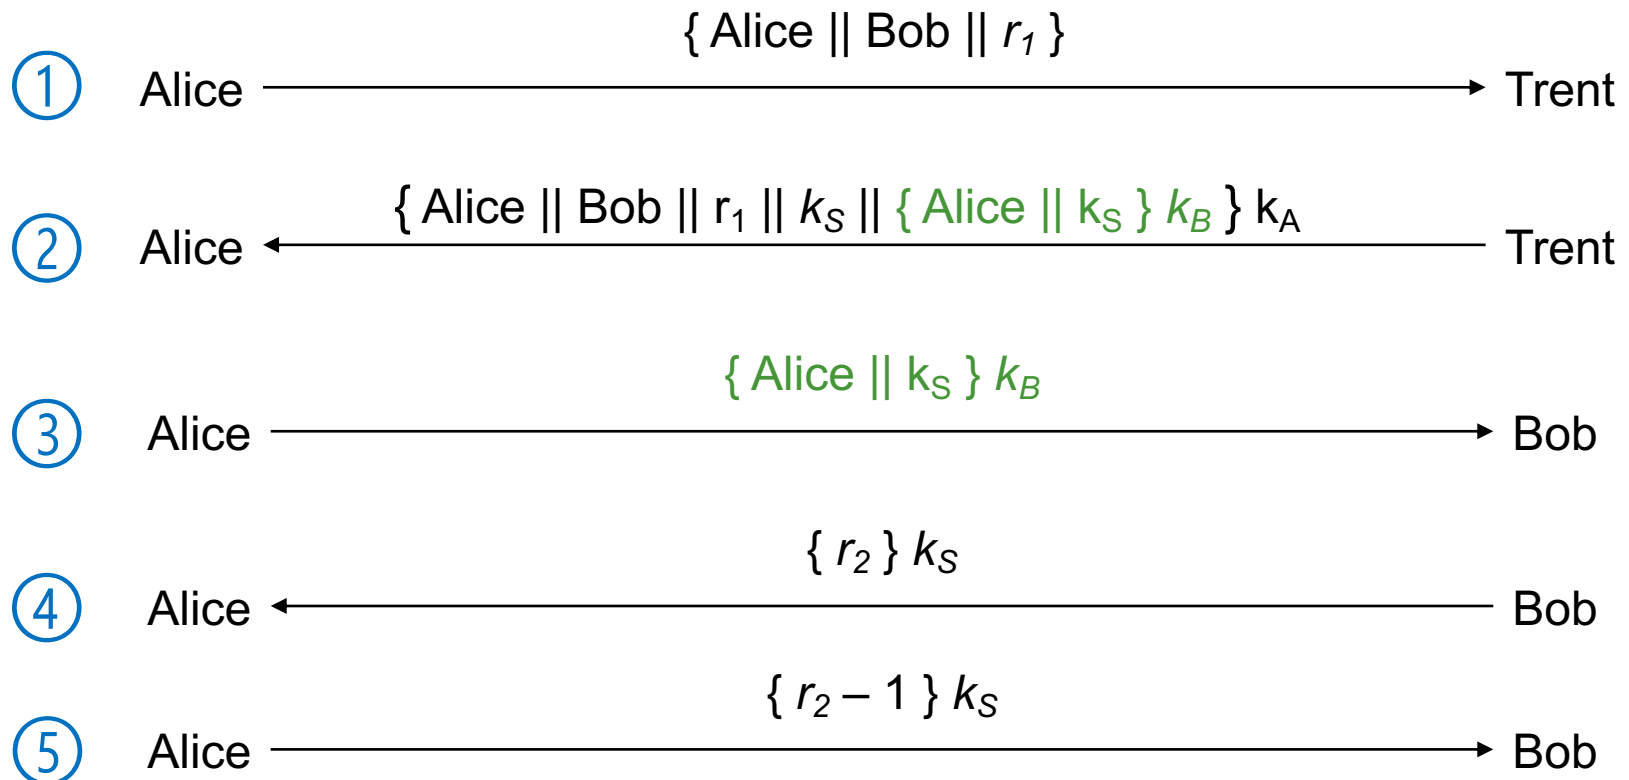 { Alice || Bob || r₁ }
① Alice Trent
{ Alice || Bob || r₁ || kS || { Alice || kS } kB } kA
② Alice Trent
{ Alice || kS } kB
③ Alice Bob
{ r₂ } kS
④ Alice Bob
{ r₂ – 1 } kS
⑤ Alice Bob